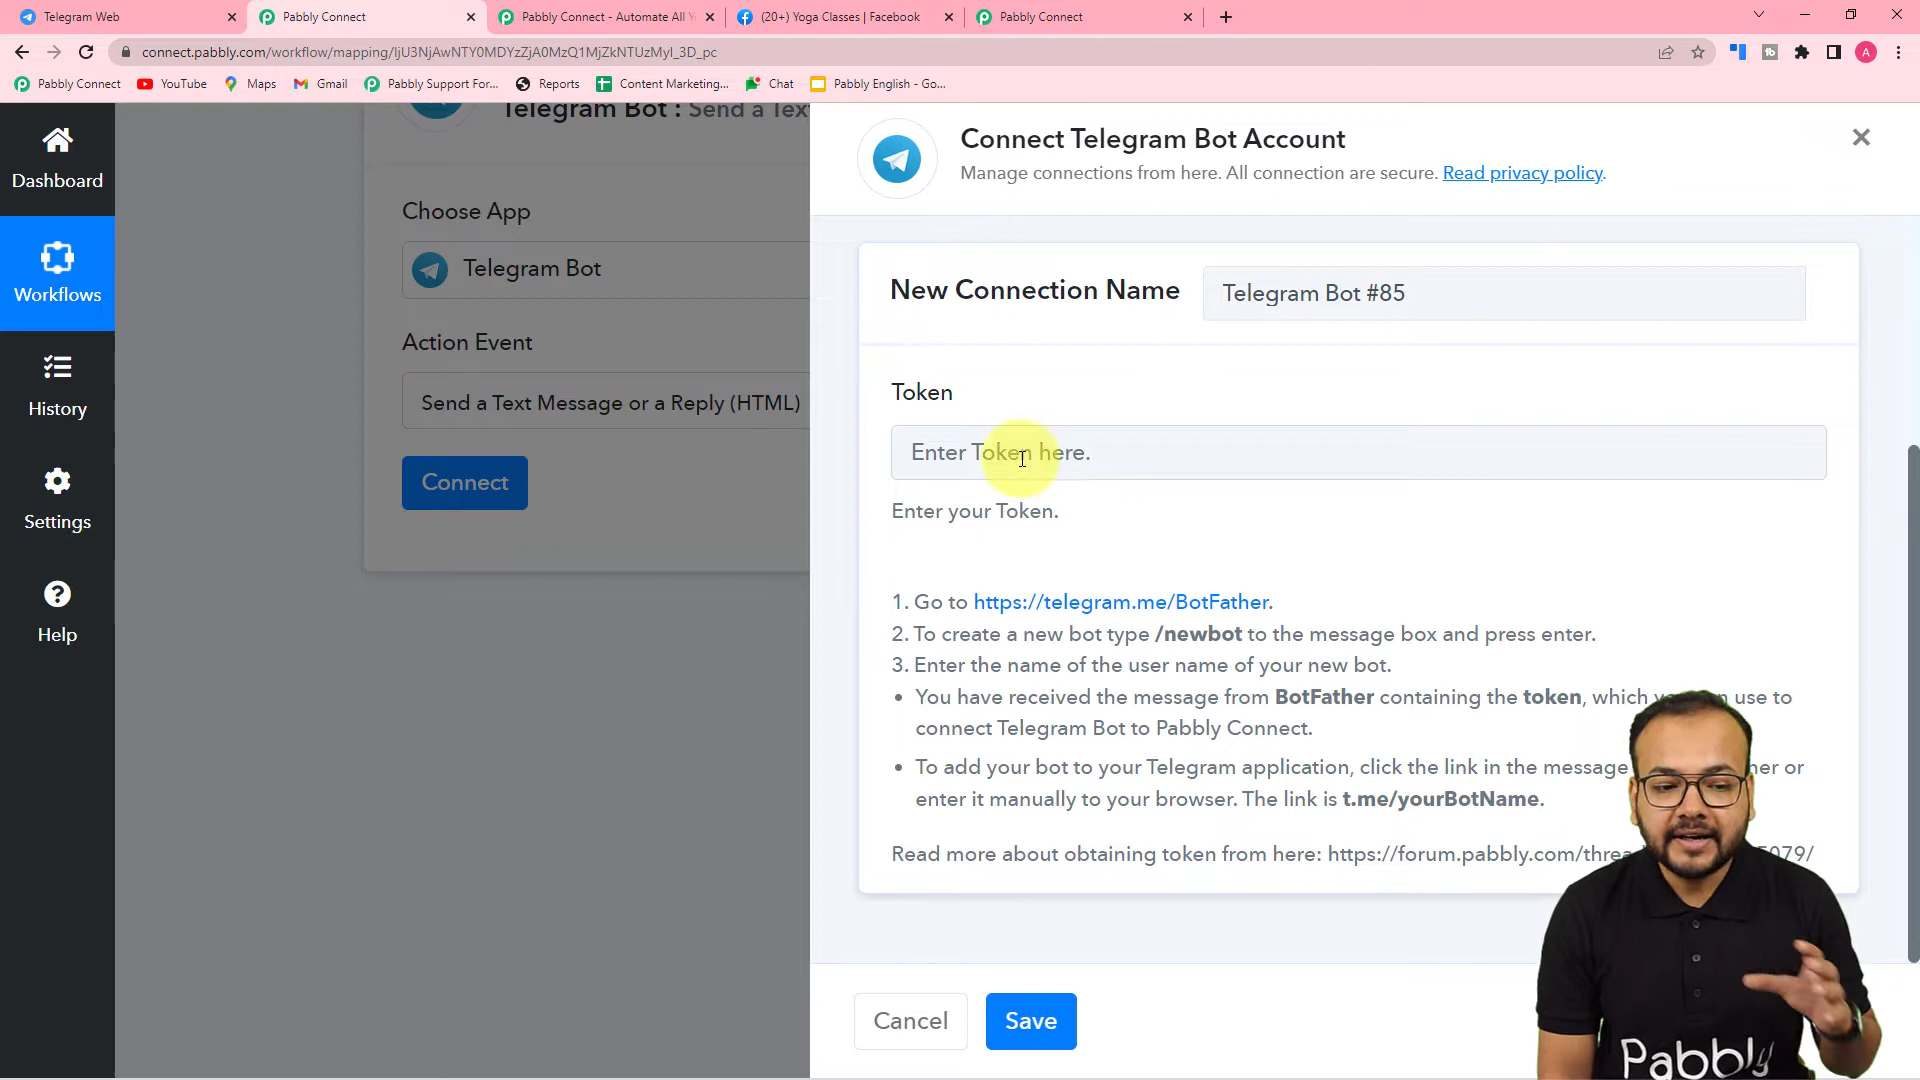 Telegram Web
Pabbly Connect
Pabbly Connect - Automate All Y
(20+) Yoga Classes | Facebook
Pabbly Connect
connect.pabbly.com/workflow/mapping/
Pabbly Connect
YouTube
Maps
Gmail
Pabbly Support For...
Reports
Content Marketing...
Chat
Pabbly English - Go...
A
Dashboard
Workflows
History
Settings
Help
Telegram Bot : Send a Text
Choose App
Telegram Bot
Action Event
Send a Text Message or a Reply (HTML)
Connect
Connect Telegram Bot Account
Manage connections from here. All connection are secure. Read privacy policy.
New Connection Name
Telegram Bot #85
Token
Enter Token here.
Enter your Token.
1. Go to https://telegram.me/BotFather.
2. To create a new bot type /newbot to the message box and press enter.
3. Enter the name of the user name of your new bot.
• You have received the message from BotFather containing the token, which use to
connect Telegram Bot to Pabbly Connect.
• To add your bot to your Telegram application, click the link in the message or
enter it manually to your browser. The link is t.me/yourBotName.
Read more about obtaining token from here: https://forum.pabbly.com/
Cancel
Save
Pabbly